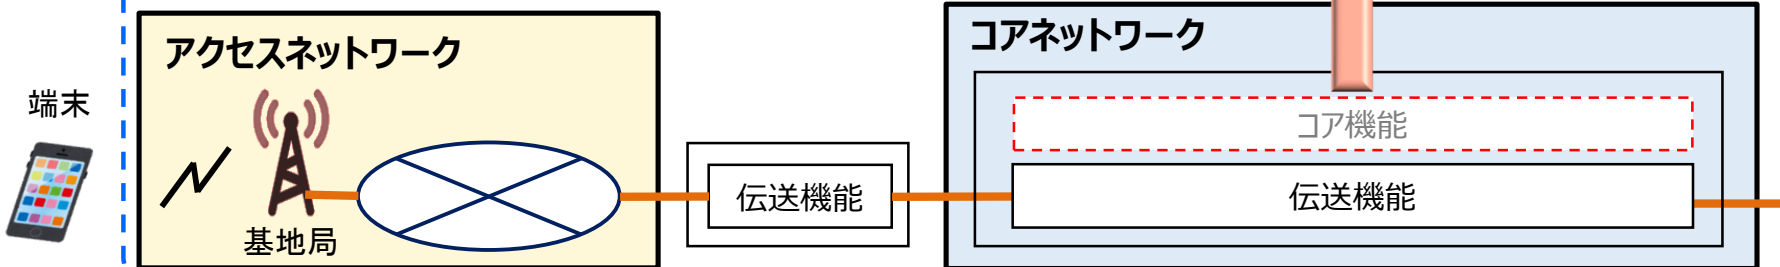 端末
アクセスネットワーク
基地局
伝送機能
コアネットワーク
コア機能
伝送機能